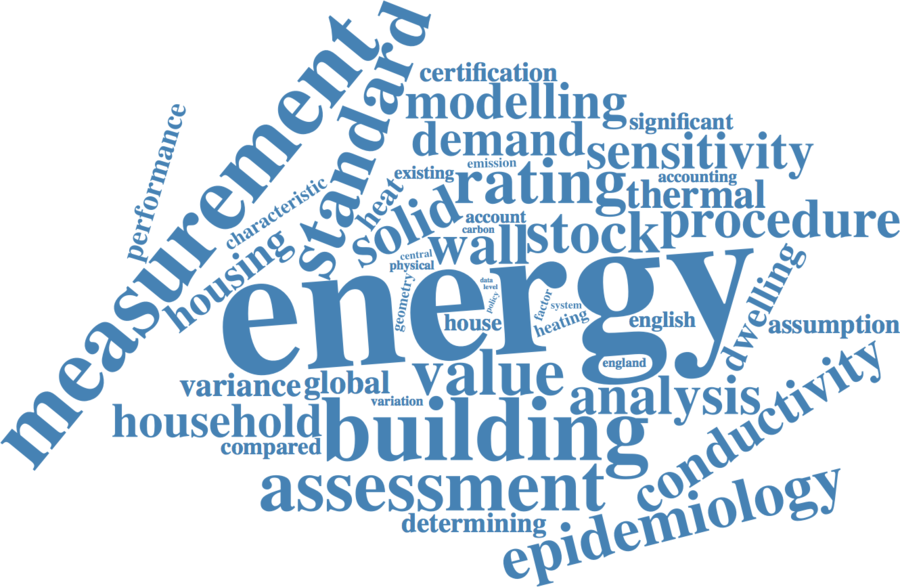 certification
modelling
measurement
standard
significant
demand
sensitivity
performance
emission
existing
rating
accounting
thermal
characteristic
heat
solid
account
carbon
procedure
housing
wall
stock
central
physical
energy
geometry
data
level
policy
house
factor
system
heating
english
dwelling
assumption
england
variance
global
value
variation
analysis
conductivity
household
building
compared
assessment
determining
epidemiology